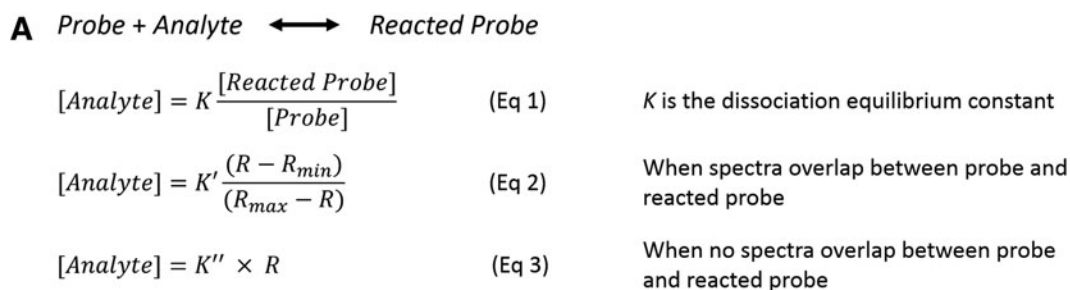 A Probe + Analyte ⟷ Reacted Probe
[Analyte] = K [Reacted Probe] / [Probe] (Eq 1) K is the dissociation equilibrium constant
[Analyte] = K′ (R − R_min) / (R_max − R) (Eq 2) When spectra overlap between probe and
reacted probe
[Analyte] = K′′ × R (Eq 3) When no spectra overlap between probe
and reacted probe